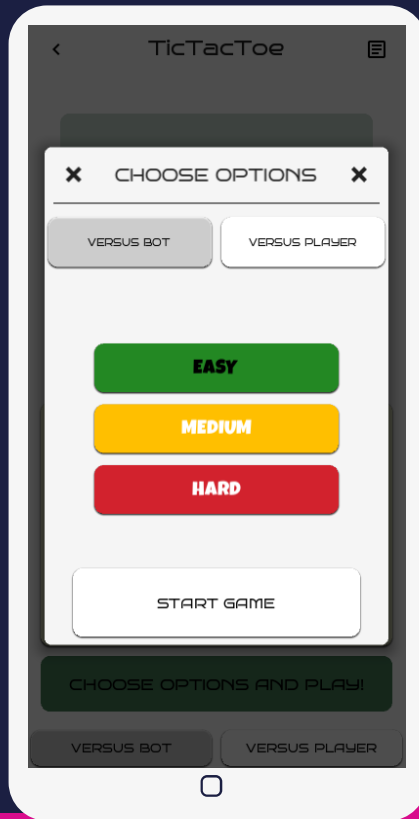 TicTacToe
CHOOSE OPTIONS
VERSUS BOT VERSUS PLAYER
EASY
MEDIUM
HARD
START GAME
CHOOSE OPTIONS AND PLAY!
VERSUS BOT VERSUS PLAYER